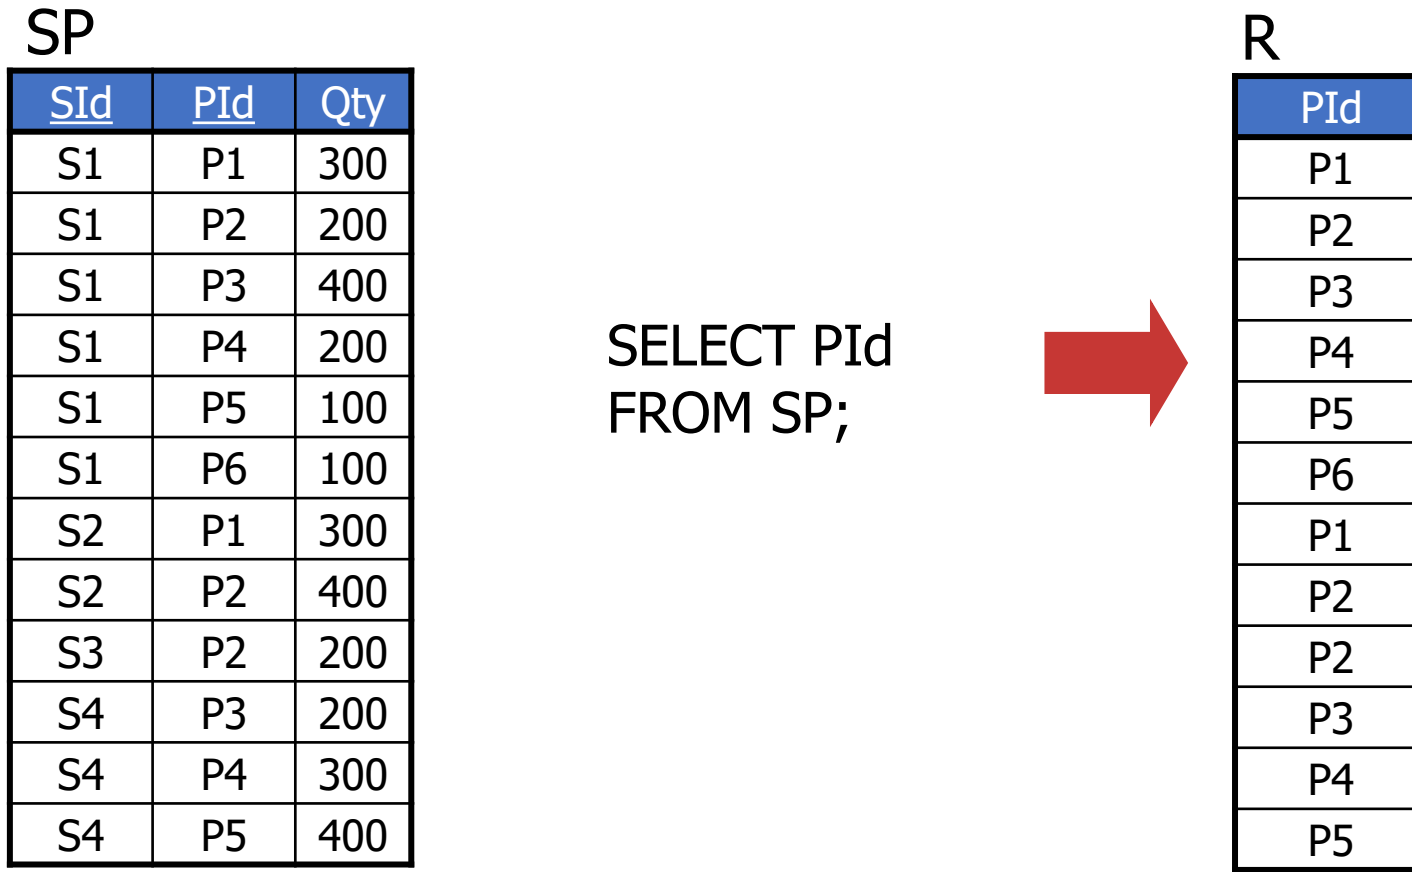 SP
SId PId Qty
S1 P1 300
S1 P2 200
S1 P3 400
S1 P4 200
S1 P5 100
S1 P6 100
S2 P1 300
S2 P2 400
S3 P2 200
S4 P3 200
S4 P4 300
S4 P5 400
SELECT PId
FROM SP;
R
PId
P1
P2
P3
P4
P5
P6
P1
P2
P2
P3
P4
P5